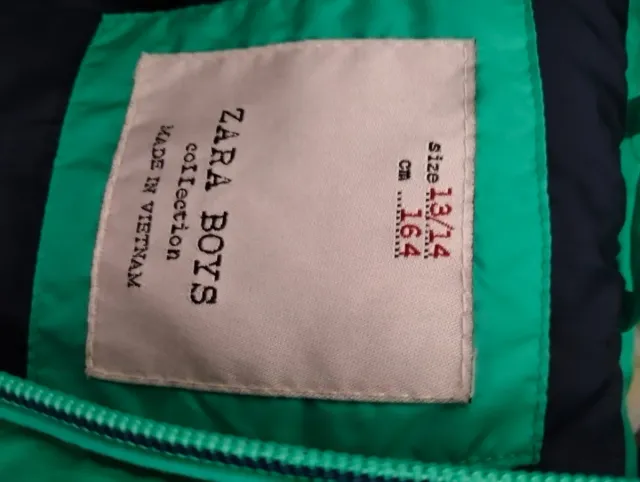 size 13/14
cm 164
ZARA BOYS
collection
MADE IN VIETNAM